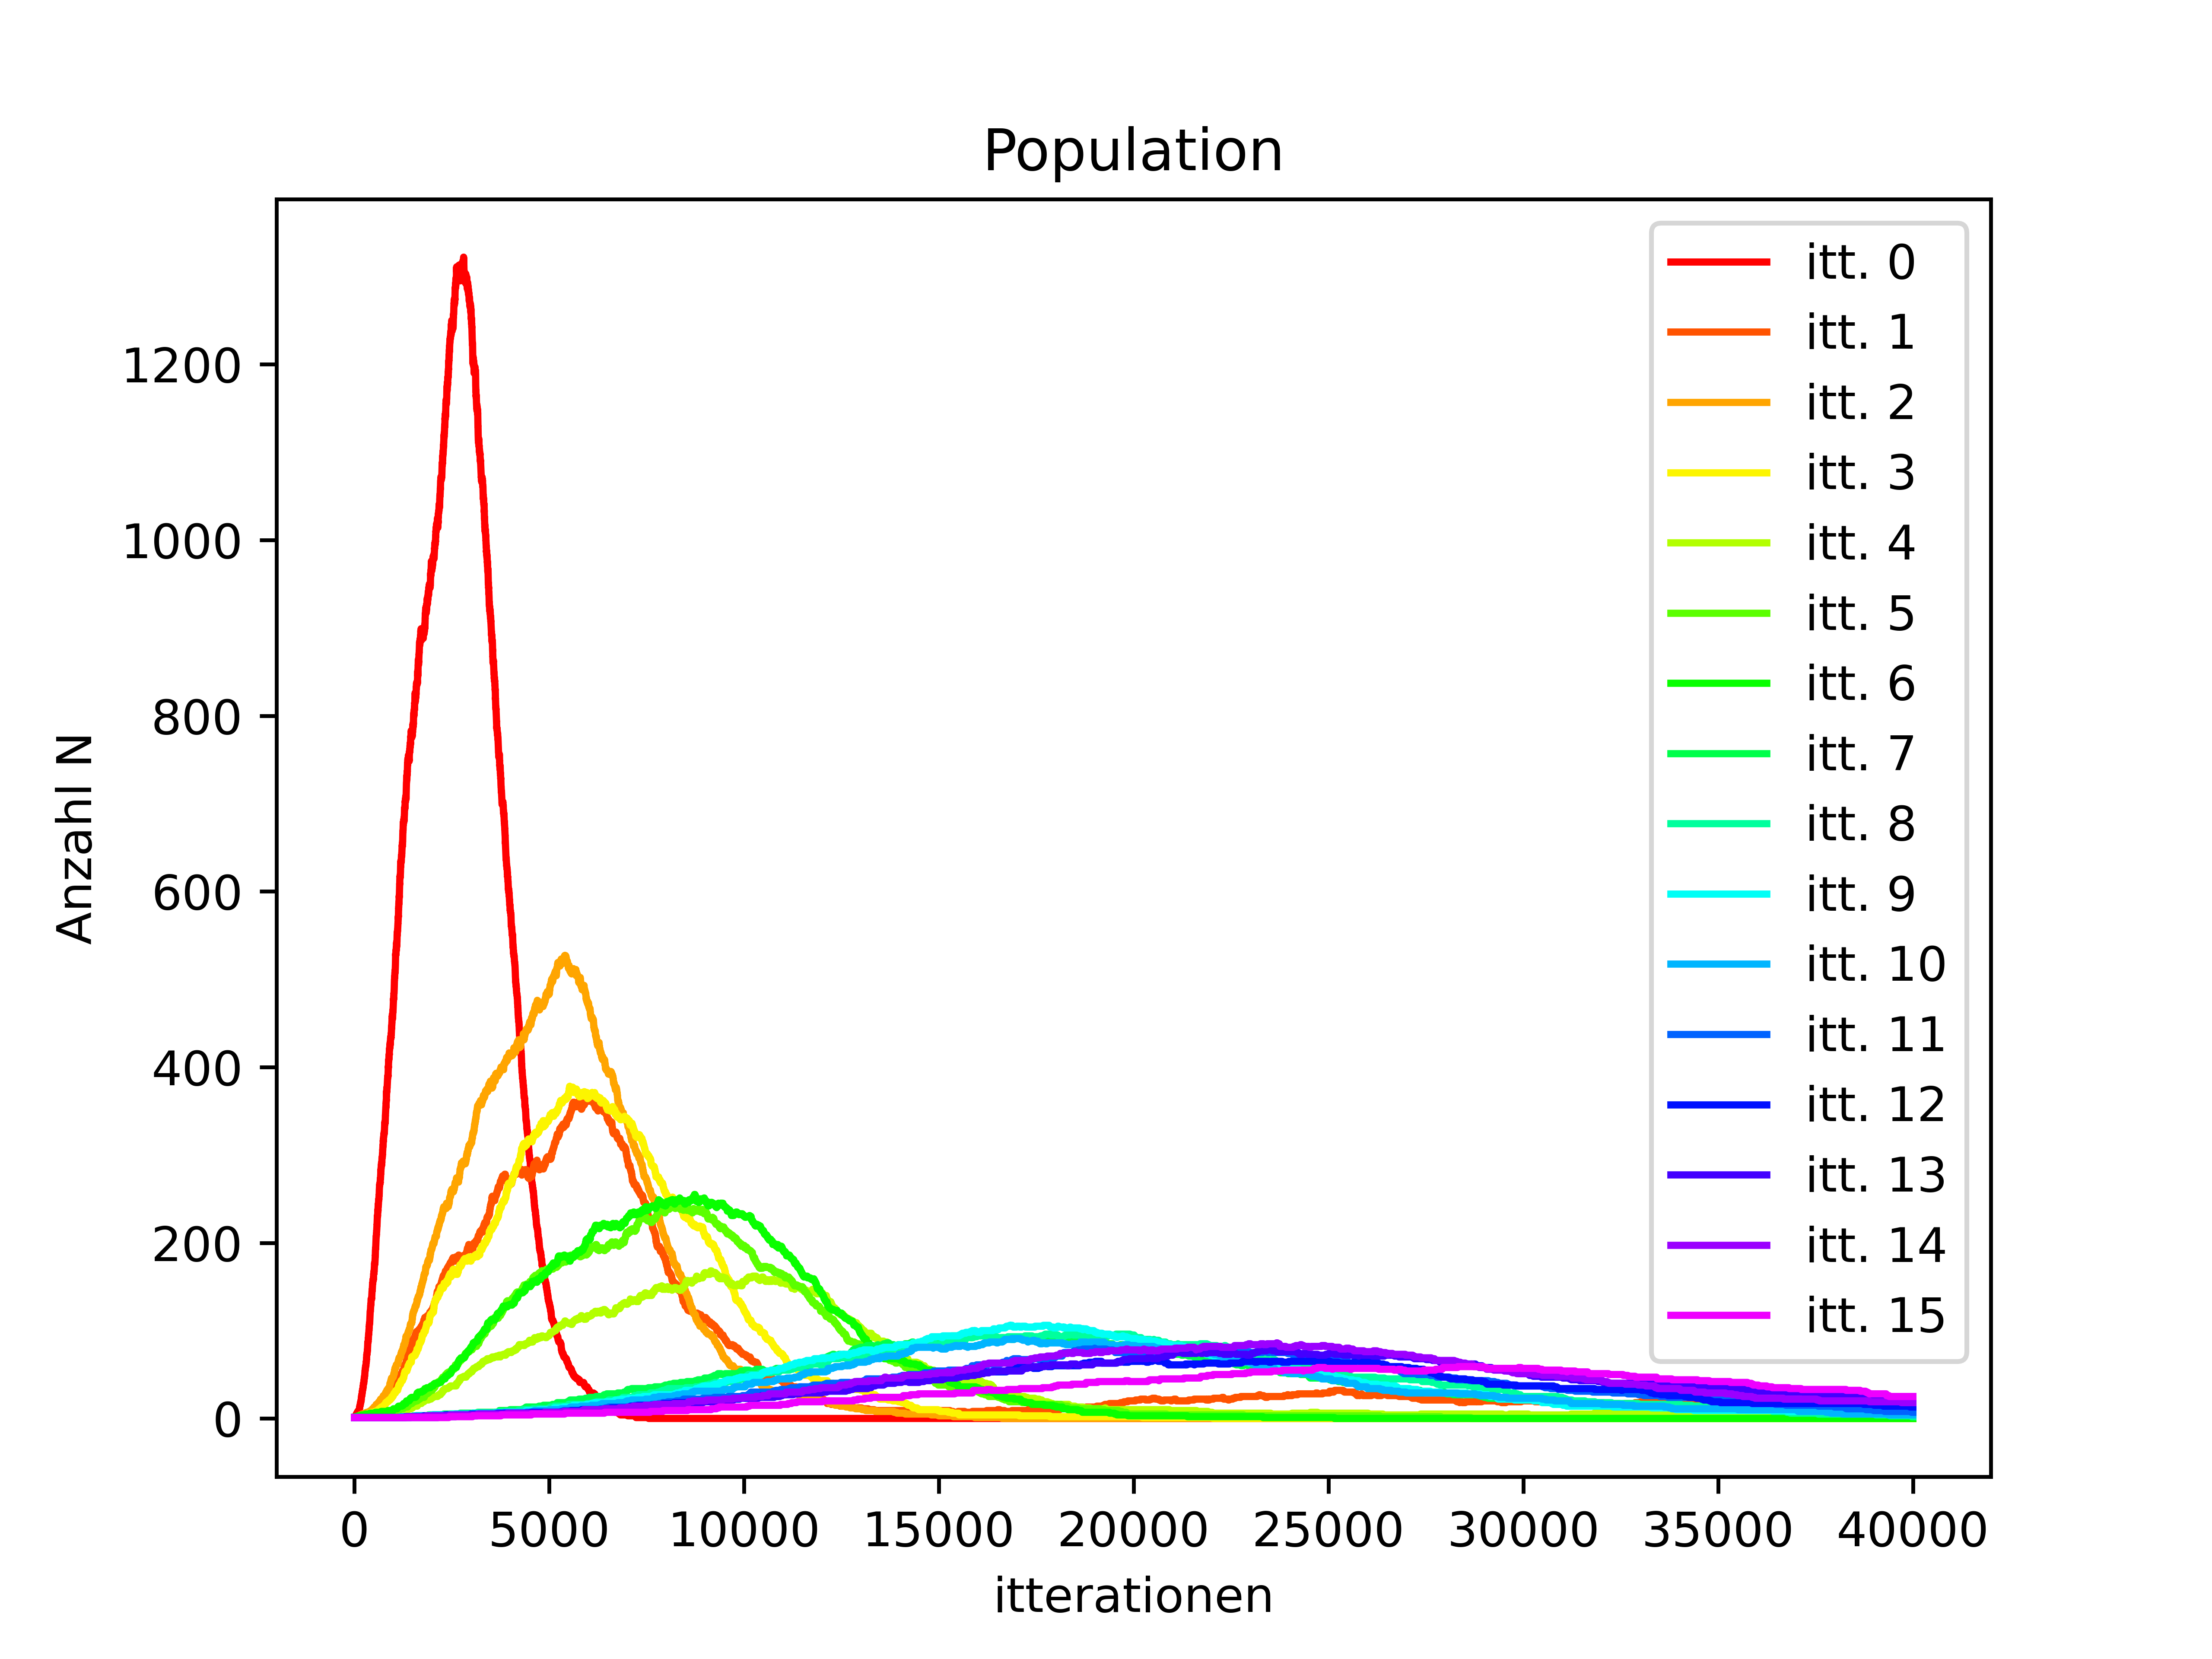 Population
Anzahl N
1200
1000
800
600
400
200
0
0 5000 10000 15000 20000 25000 30000 35000 40000
itterationen
itt. 0
itt. 1
itt. 2
itt. 3
itt. 4
itt. 5
itt. 6
itt. 7
itt. 8
itt. 9
itt. 10
itt. 11
itt. 12
itt. 13
itt. 14
itt. 15